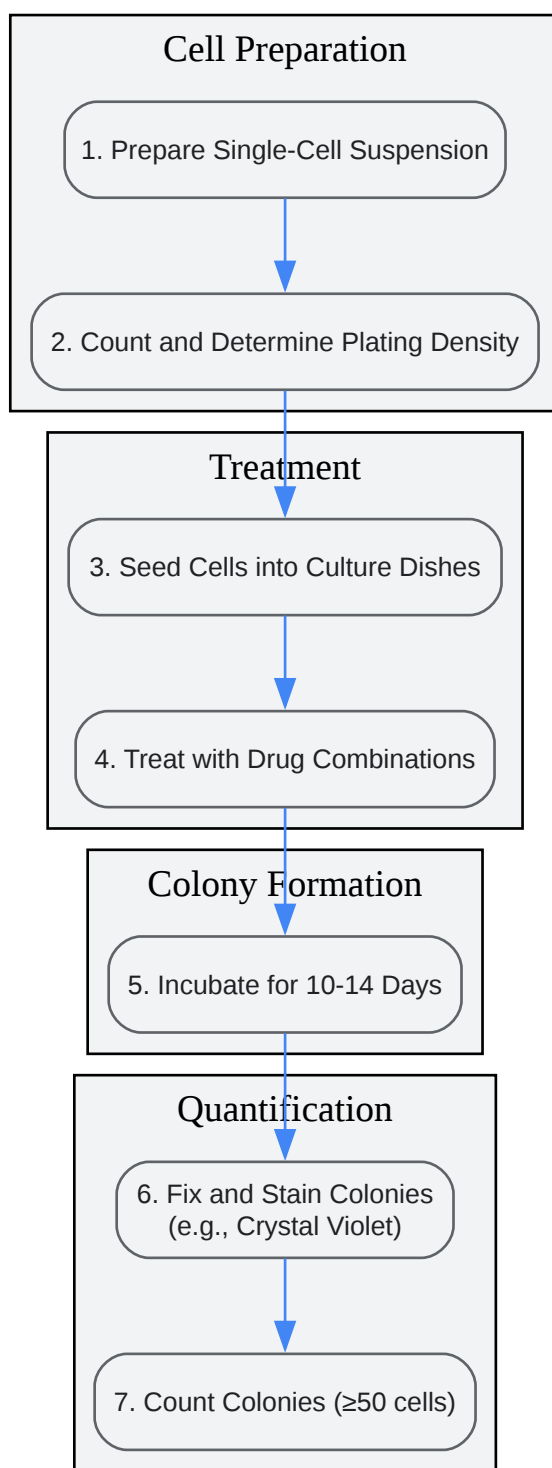 Cell Preparation
1. Prepare Single-Cell Suspension
2. Count and Determine Plating Density
Treatment
3. Seed Cells into Culture Dishes
4. Treat with Drug Combinations
Colony Formation
5. Incubate for 10-14 Days
Quantification
6. Fix and Stain Colonies
(e.g., Crystal Violet)
7. Count Colonies (≥50 cells)